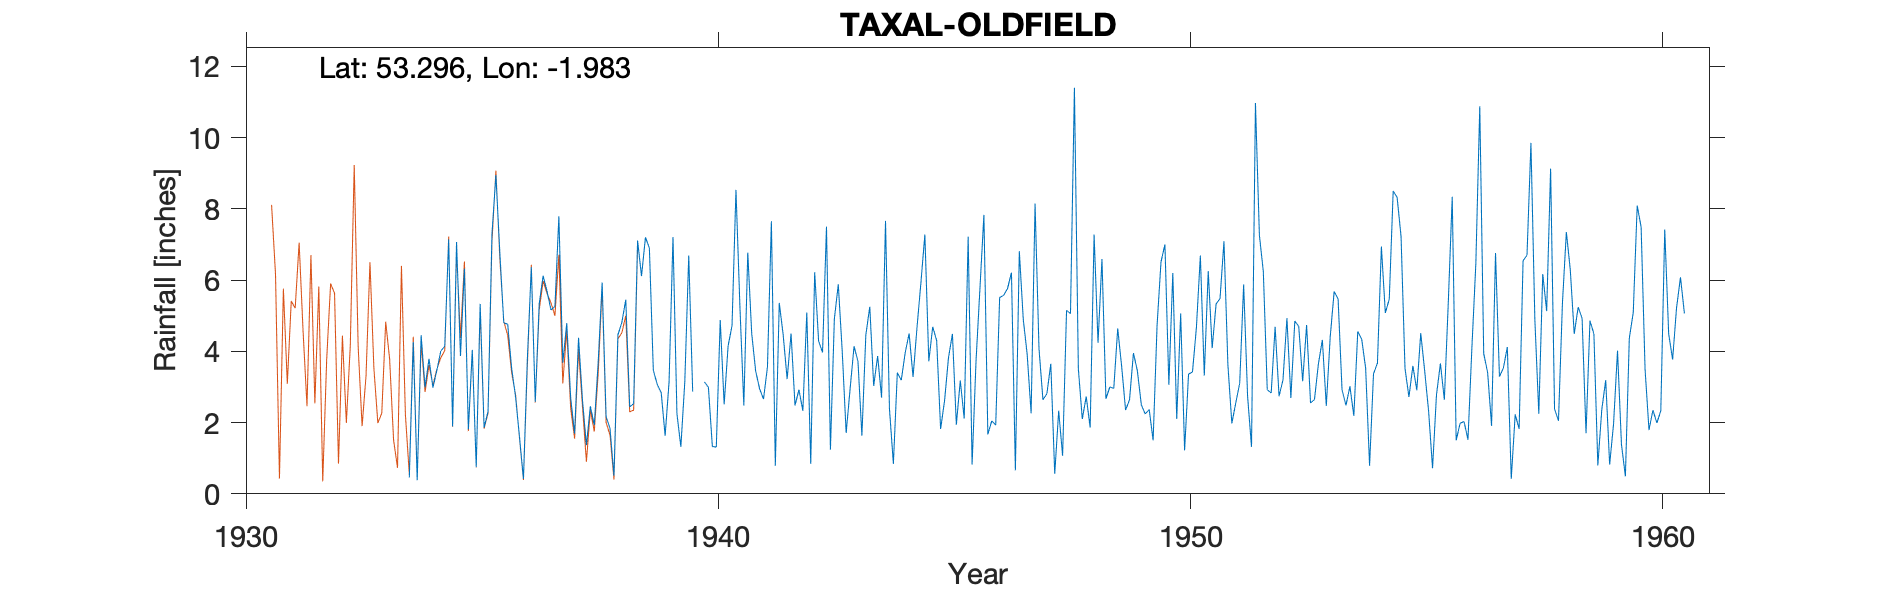 TAXAL-OLDFIELD
Lat: 53.296, Lon: -1.983
12
10
8
6
4
2
0
Rainfall [inches]
1930 1940 1950 1960
Year